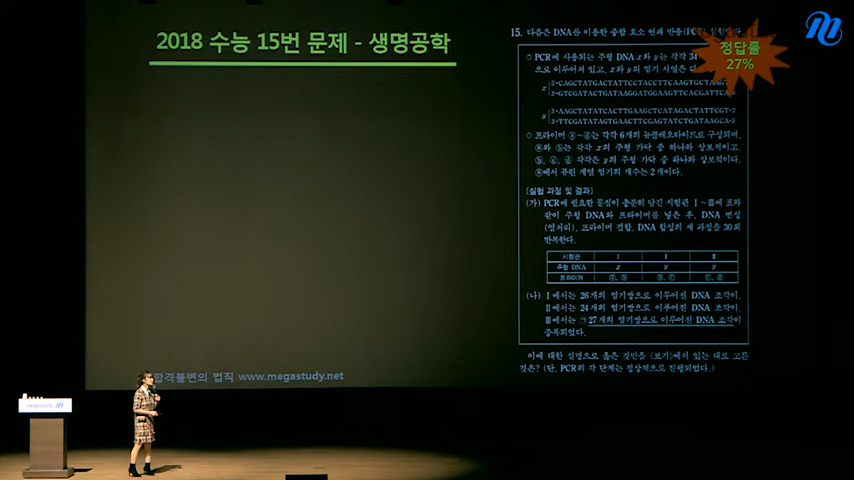 2018 수능 15번 문제 - 생명공학
정답률
27%
15. 다음은 DNA를 이용한 중합 효소 연쇄 반응(PCR)
○ PCR에 사용되는 주형 DNA x와 y는 각각 34
으로 이루어져 있고, x와 y의 염기 서열은 다
x
y
○ 프라이머 ⓐ~ⓓ는 각각 6개의 뉴클레오타이드로 구성되며,
ⓐ와 ⓑ는 각각 x의 주형 가닥 중 하나와 상보적이고,
ⓑ, ⓒ, ⓓ 각각은 y의 주형 가닥 중 하나와 상보적이다.
ⓐ에서 퓨린 계열 염기의 개수는 2개이다.
[실험 과정 및 결과]
(가) PCR에 필요한 물질이 충분히 담긴 시험관 Ⅰ~Ⅲ에 표와
같이 주형 DNA와 프라이머를 넣은 후, DNA 변성
(열처리), 프라이머 결합, DNA 합성의 세 과정을 30회
반복한다.
시험관 Ⅰ Ⅱ Ⅲ
주형 DNA x y y
프라이머 ⓐ, ⓑ ⓑ, ⓒ ⓒ, ⓓ
(나) Ⅰ에서는 26개의 염기쌍으로 이루어진 DNA 조각이,
Ⅱ에서는 24개의 염기쌍으로 이루어진 DNA 조각이,
Ⅲ에서는 27개의 염기쌍으로 이루어진 DNA 조각이
증폭되었다.
이에 대한 설명으로 옳은 것만을 <보기>에서 있는 대로 고른
것은? (단, PCR의 각 단계는 정상적으로 진행되었다.)
합격불변의 법칙 www.megastudy.net
megastudy